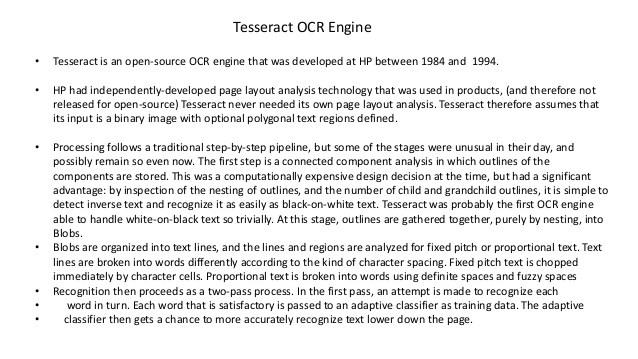 Tesseract OCR Engine
• Tesseract is an open-source OCR engine that was developed at HP between 1984 and 1994.
• HP had independently-developed page layout analysis technology that was used in products, (and therefore not
released for open-source) Tesseract never needed its own page layout analysis. Tesseract therefore assumes that
its input is a binary image with optional polygonal text regions defined.
• Processing follows a traditional step-by-step pipeline, but some of the stages were unusual in their day, and
possibly remain so even now. The first step is a connected component analysis in which outlines of the
components are stored. This was a computationally expensive design decision at the time, but had a significant
advantage: by inspection of the nesting of outlines, and the number of child and grandchild outlines, it is simple to
detect inverse text and recognize it as easily as black-on-white text. Tesseract was probably the first OCR engine
able to handle white-on-black text so trivially. At this stage, outlines are gathered together, purely by nesting, into
Blobs.
• Blobs are organized into text lines, and the lines and regions are analyzed for fixed pitch or proportional text. Text
lines are broken into words differently according to the kind of character spacing. Fixed pitch text is chopped
immediately by character cells. Proportional text is broken into words using definite spaces and fuzzy spaces
• Recognition then proceeds as a two-pass process. In the first pass, an attempt is made to recognize each
• word in turn. Each word that is satisfactory is passed to an adaptive classifier as training data. The adaptive
• classifier then gets a chance to more accurately recognize text lower down the page.